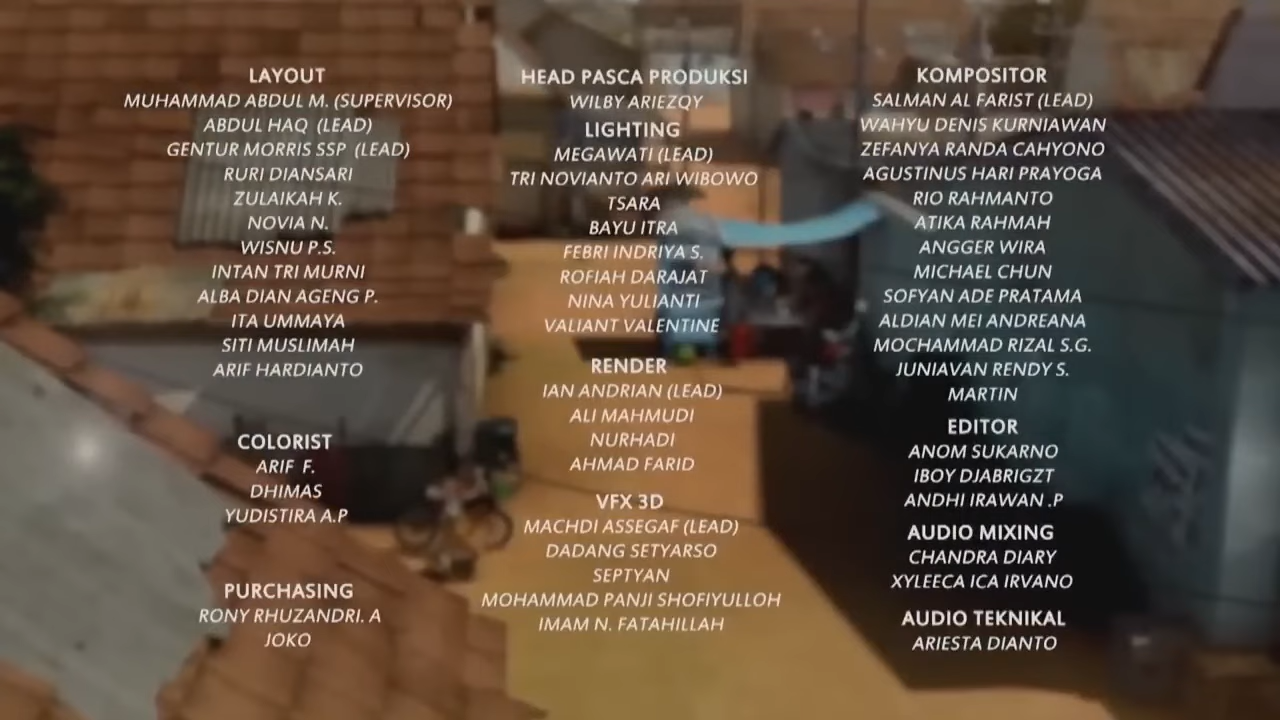 LAYOUT
MUHAMMAD ABDUL M. (SUPERVISOR)
ABDUL HAQ (LEAD)
GENTUR MORRIS SSP (LEAD)
RURI DIANSARI
ZULAIKAH K.
NOVIA N.
WISNU P.S.
INTAN TRI MURNI
ALBA DIAN AGENG P.
ITA UMMAYA
SITI MUSLIMAH
ARIF HARDIANTO
COLORIST
ARIF F.
DHIMAS
YUDISTIRA A.P
PURCHASING
RONY RHUZANDRI. A
JOKO
HEAD PASCA PRODUKSI
WILBY ARIEZQY
LIGHTING
MEGAWATI (LEAD)
TRI NOVIANTO ARI WIBOWO
TSARA
BAYU ITRA
FEBRI INDRIYA S.
ROFIAH DARAJAT
NINA YULIANTI
VALIANT VALENTINE
RENDER
IAN ANDRIAN (LEAD)
ALI MAHMUDI
NURHADI
AHMAD FARID
VFX 3D
MACHDI ASSEGAF (LEAD)
DADANG SETYARSO
SEPTYAN
MOHAMMAD PANJI SHOFIYULLOH
IMAM N. FATAHILLAH
KOMPOSITOR
SALMAN AL FARIST (LEAD)
WAHYU DENIS KURNIAWAN
ZEFANYA RANDA CAHYONO
AGUSTINUS HARI PRAYOGA
RIO RAHMANTO
ATIKA RAHMAH
ANGGER WIRA
MICHAEL CHUN
SOFYAN ADE PRATAMA
ALDIAN MEI ANDREANA
MOCHAMMAD RIZAL S.G.
JUNIAVAN RENDY S.
MARTIN
EDITOR
ANOM SUKARNO
IBOY DJABRIGZT
ANDHI IRAWAN .P
AUDIO MIXING
CHANDRA DIARY
XYLEECA ICA IRVANO
AUDIO TEKNIKAL
ARIESTA DIANTO